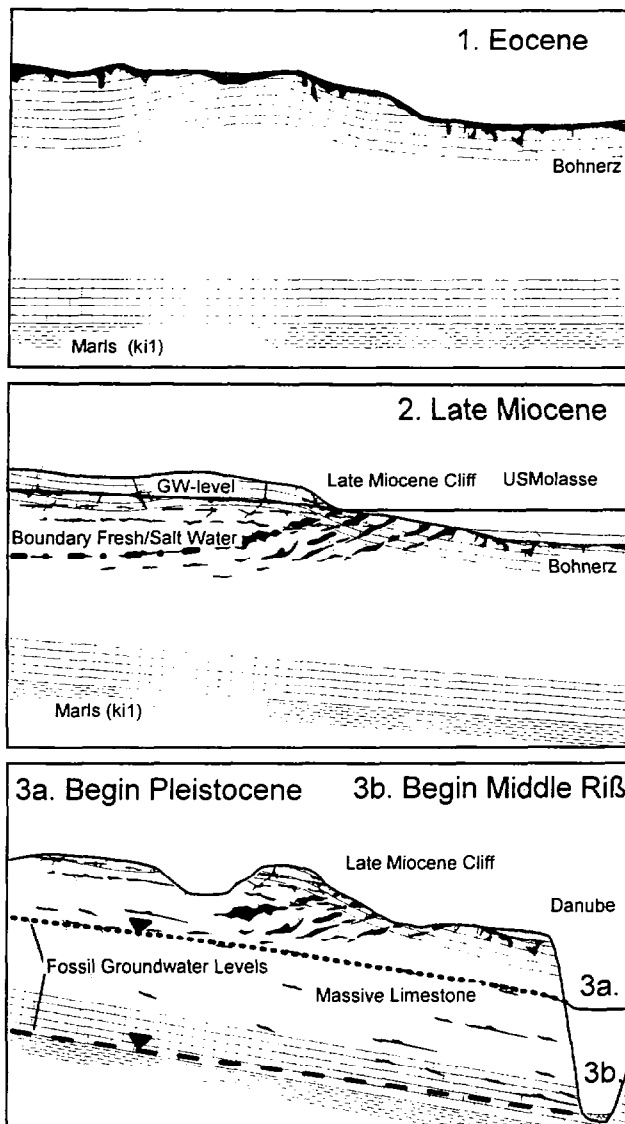 1. Eocene
Bohnerz
Marls (ki1)
2. Late Miocene
GW-level
Late Miocene Cliff
USMolasse
Boundary Fresh/Salt Water
Bohnerz
Marls (ki1)
3a. Begin Pleistocene 3b. Begin Middle Riß
Late Miocene Cliff
Danube
Fossil Groundwater Levels
Massive Limestone
3a.
3b.